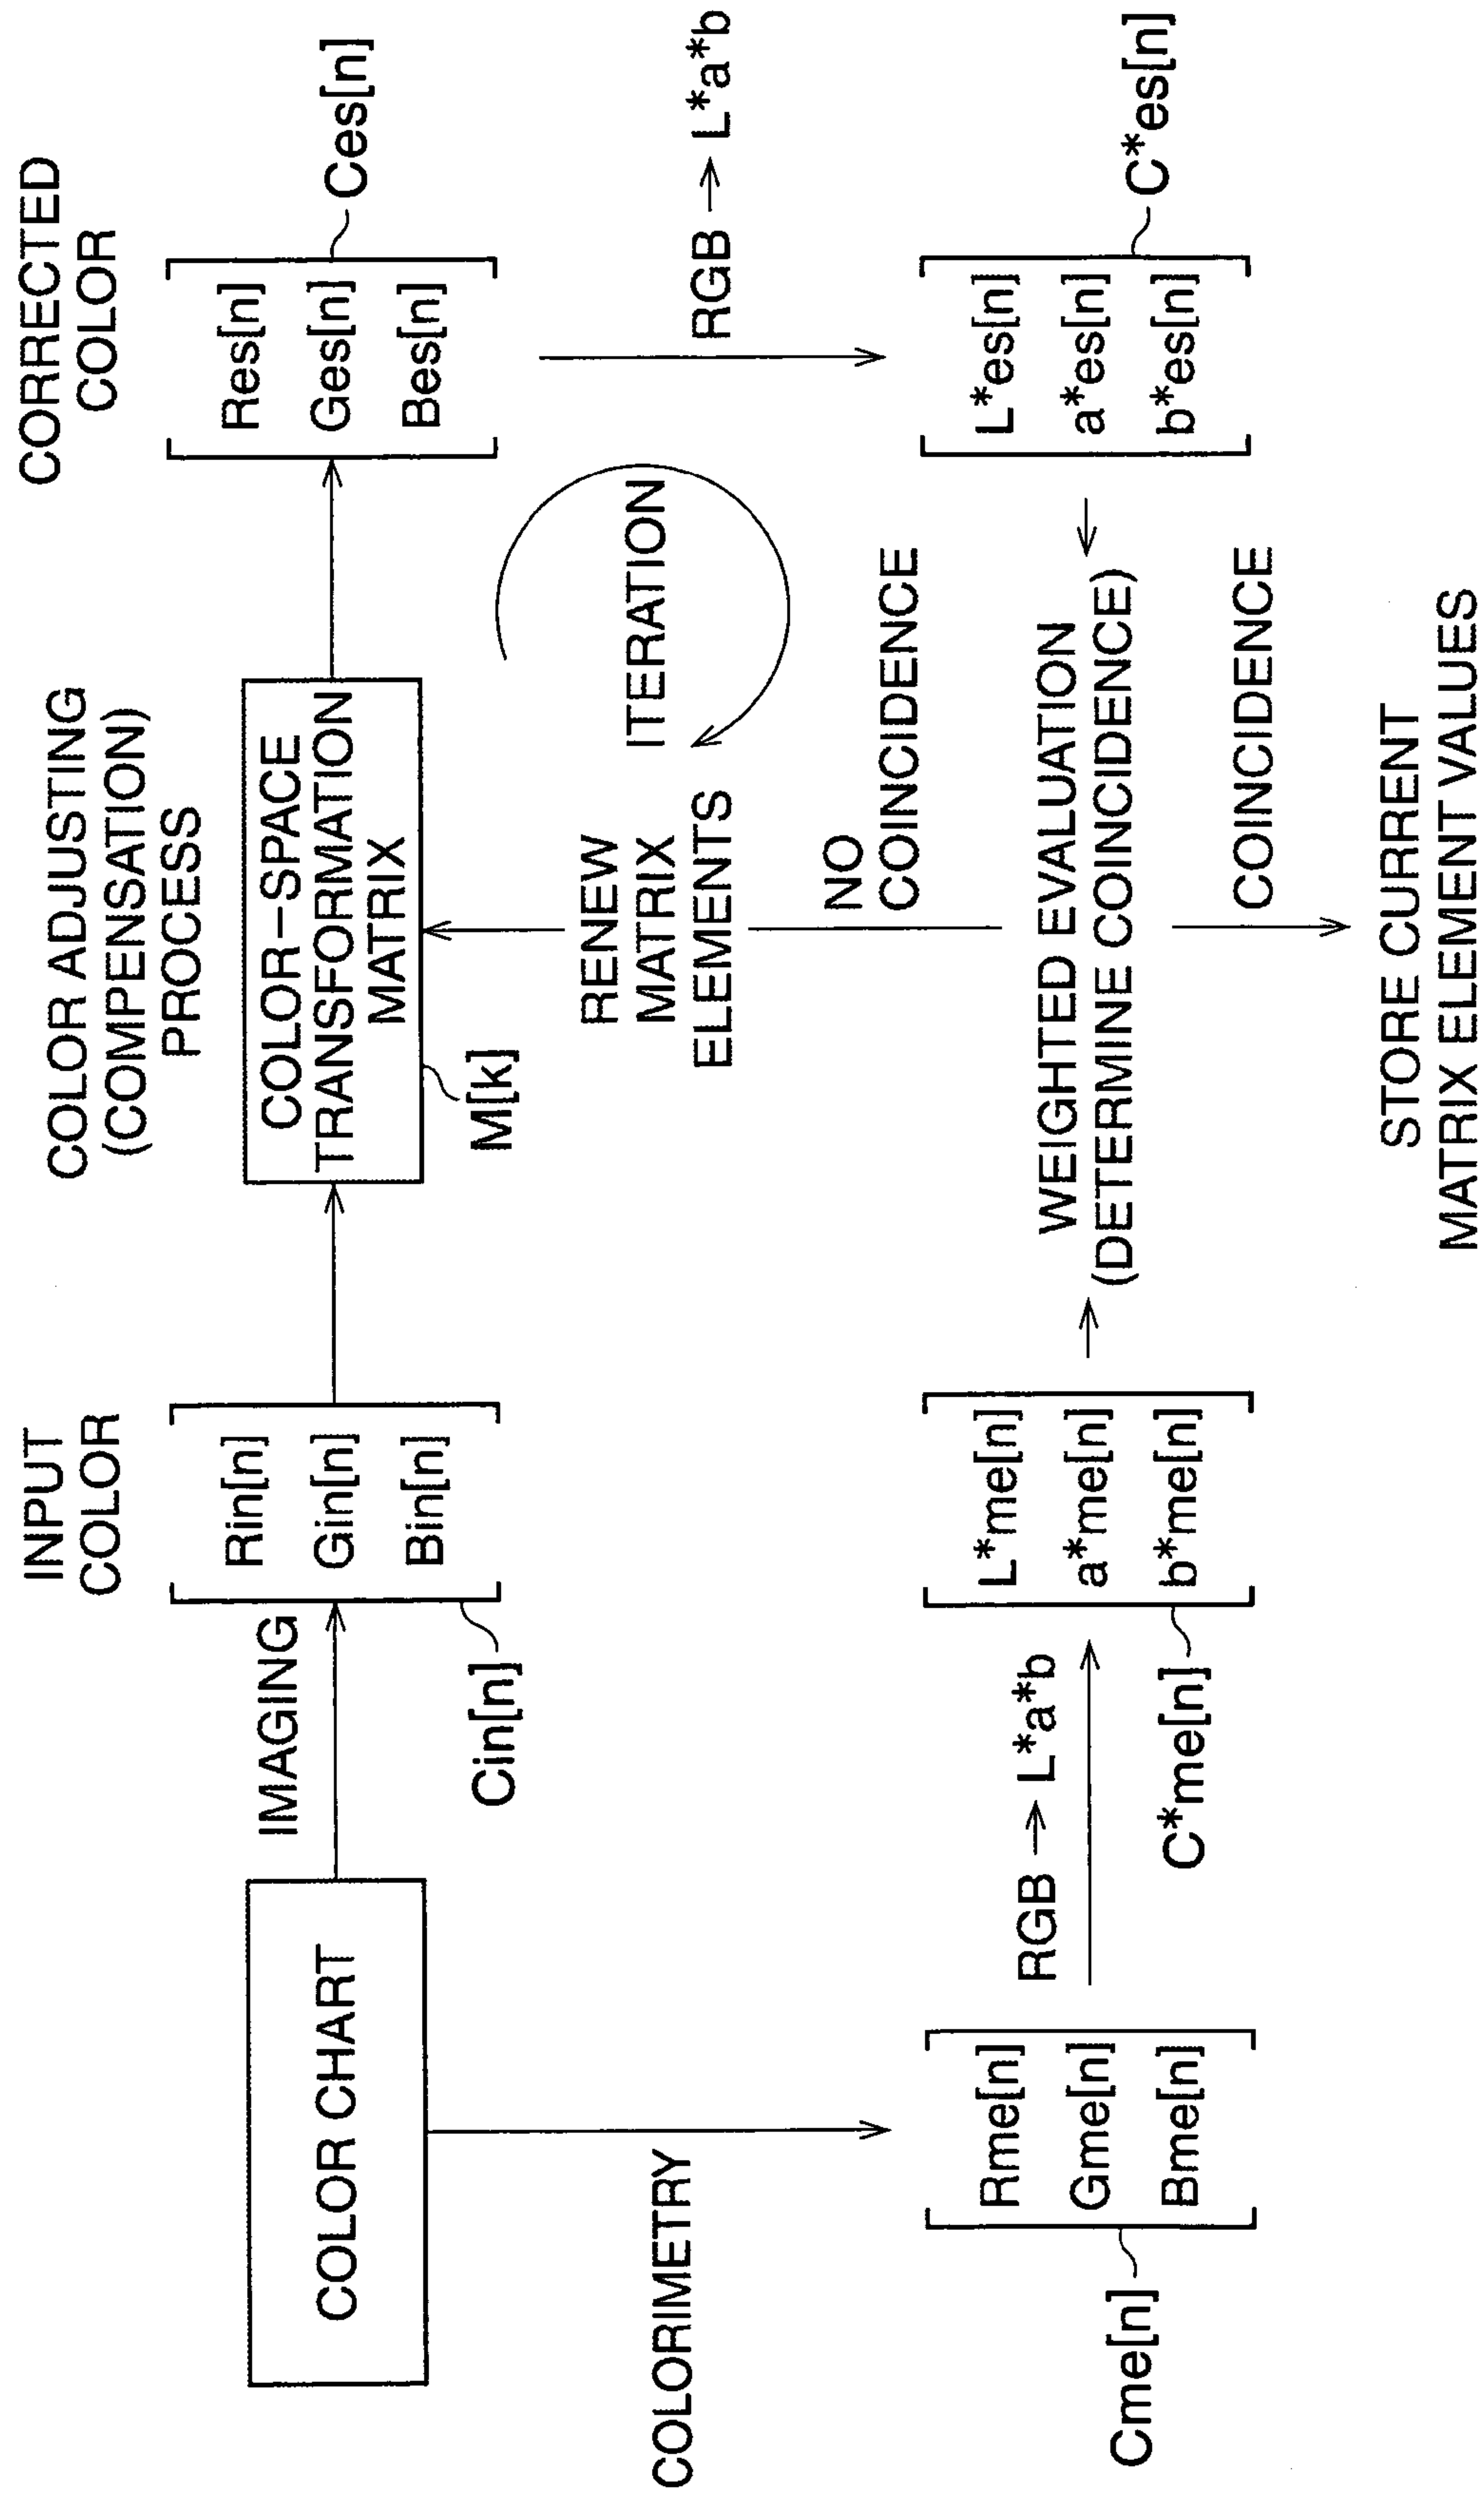 COLOR CHART
IMAGING
INPUT
COLOR
Rin[n]
Gin[n]
Bin[n]
Cin[n]
COLOR ADJUSTING
(COMPENSATION)
PROCESS
COLOR-SPACE
TRANSFORMATION
MATRIX
M[k]
CORRECTED
COLOR
Res[n]
Ges[n]
Bes[n]
Ces[n]
RGB → L*a*b
ITERATION
RENEW
MATRIX
ELEMENTS
NO
COINCIDENCE
COLORIMETRY
Rme[n]
Gme[n]
Bme[n]
Cme[n]
RGB → L*a*b
L*me[n]
a*me[n]
b*me[n]
C*me[n]
WEIGHTED EVALUATION
(DETERMINE COINCIDENCE)
L*es[n]
a*es[n]
b*es[n]
C*es[n]
COINCIDENCE
STORE CURRENT
MATRIX ELEMENT VALUES